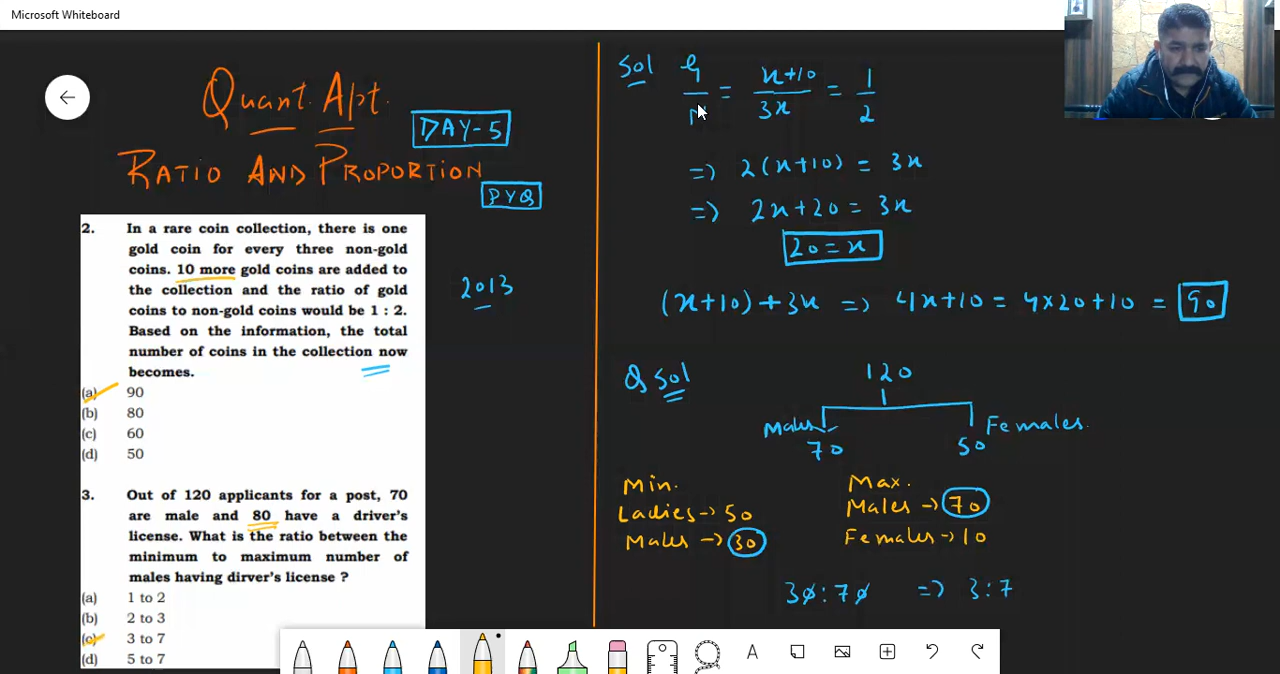 Microsoft Whiteboard
Quant. Apt.
DAY-5
RATIO AND PROPORTION
PYQ
2. In a rare coin collection, there is one
gold coin for every three non-gold
coins. 10 more gold coins are added to
the collection and the ratio of gold
coins to non-gold coins would be 1 : 2.
Based on the information, the total
number of coins in the collection now
becomes.
(a) 90
(b) 80
(c) 60
(d) 50
2013
3. Out of 120 applicants for a post, 70
are male and 80 have a driver's
license. What is the ratio between the
minimum to maximum number of
males having dirver's license ?
(a) 1 to 2
(b) 2 to 3
(c) 3 to 7
(d) 5 to 7
Sol G/N = x+10/3x = 1/2
=> 2(x+10) = 3x
=> 2x+20 = 3x
20 = x
(x+10)+3x => 4x+10 = 4x20+10 = 90
Q Sol
120
Males Females
70 50
Min. Max.
Ladies -> 50 Males -> 70
Males -> 30 Females -> 10
30:70 => 3:7
A